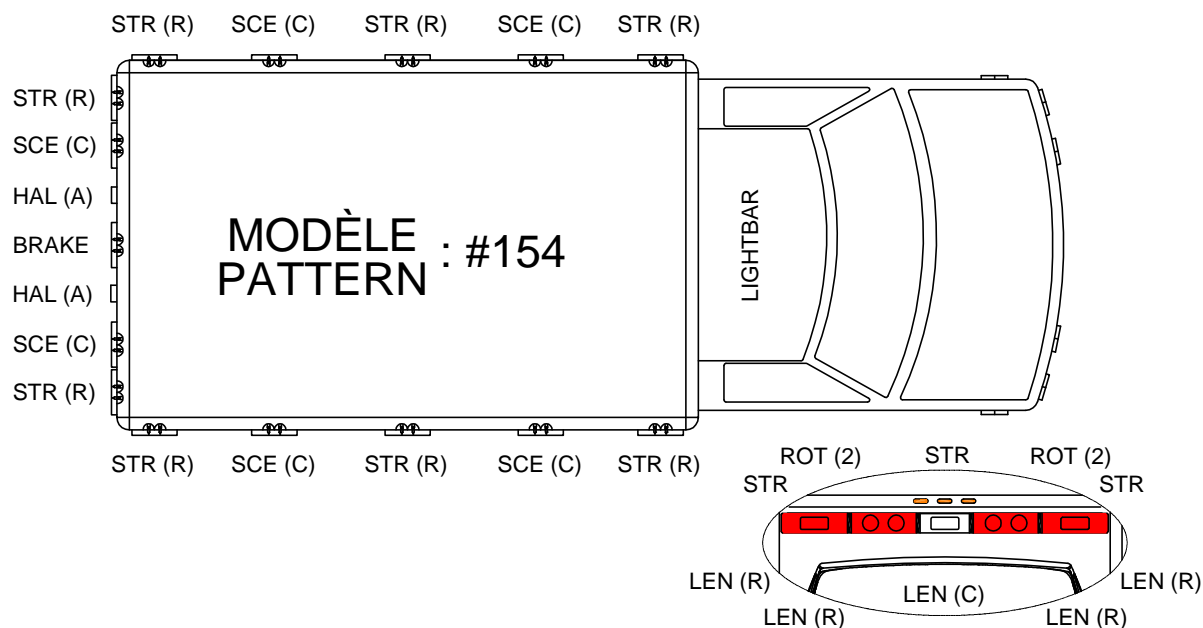 STR (R) SCE (C) STR (R) SCE (C) STR (R)
STR (R)
SCE (C)
HAL (A)
BRAKE
HAL (A)
SCE (C)
STR (R)
MODÈLE
PATTERN : #154
LIGHTBAR
STR (R) SCE (C) STR (R) SCE (C) STR (R)
ROT (2) STR ROT (2)
STR STR
LEN (R) LEN (C) LEN (R)
LEN (R) LEN (R)